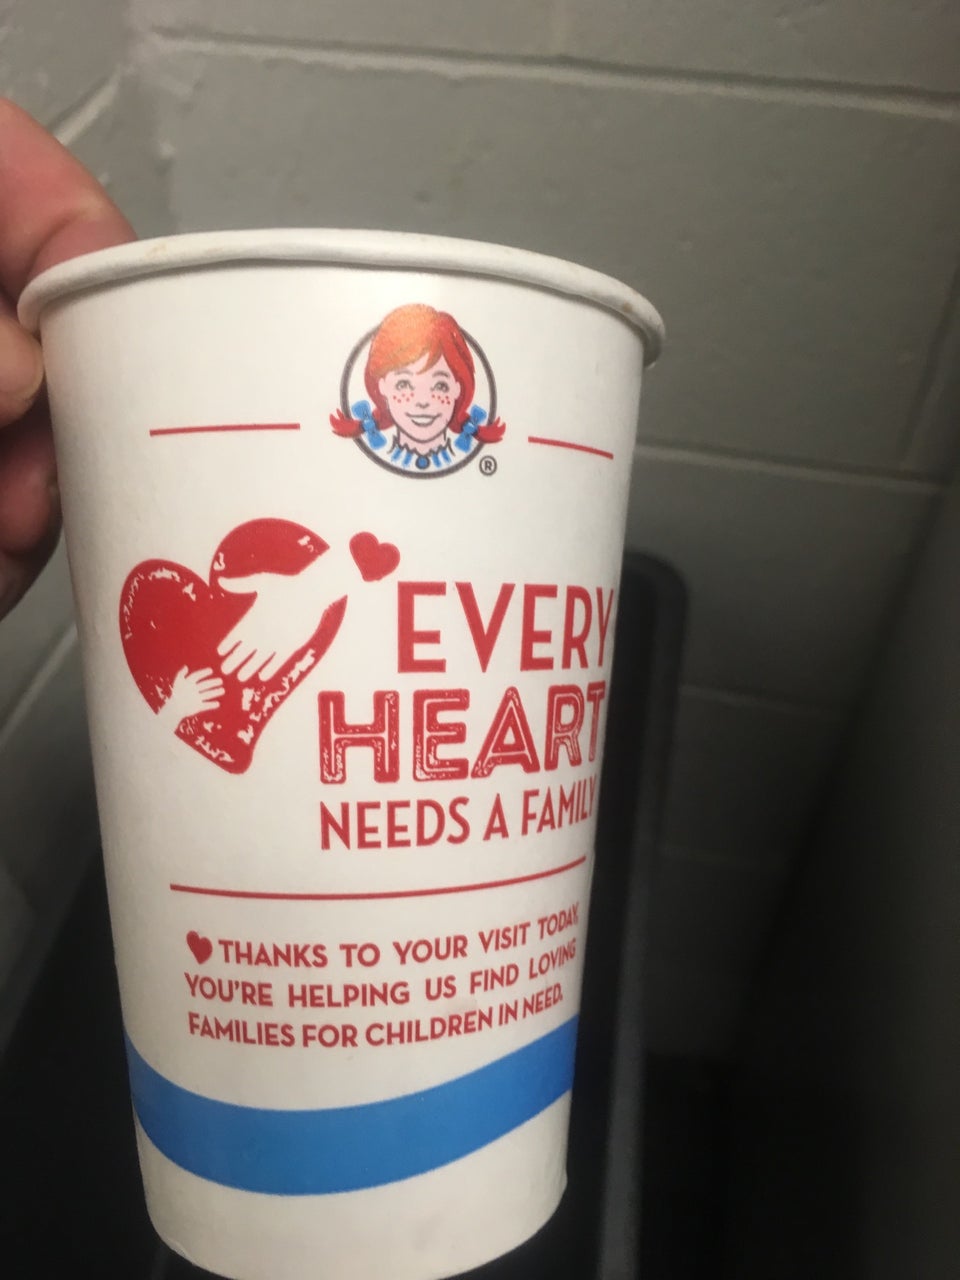 ®
EVERY
HEART
NEEDS A FAMILY
THANKS TO YOUR VISIT TODAY,
YOU'RE HELPING US FIND LOVING
FAMILIES FOR CHILDREN IN NEED.